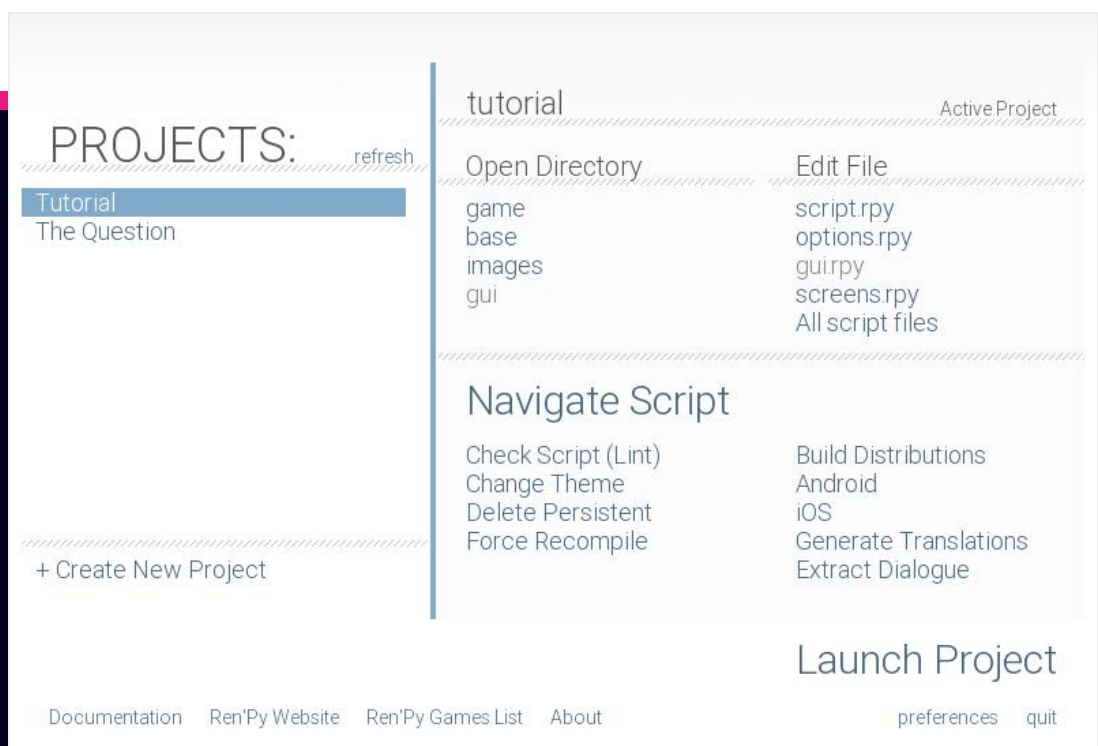 PROJECTS:
refresh
Tutorial
The Question
+ Create New Project
tutorial
Active Project
Open Directory
game
base
images
gui
Edit File
script.rpy
options.rpy
gui.rpy
screens.rpy
All script files
Navigate Script
Check Script (Lint)
Change Theme
Delete Persistent
Force Recompile
Build Distributions
Android
iOS
Generate Translations
Extract Dialogue
Launch Project
Documentation
Ren'Py Website
Ren'Py Games List
About
preferences
quit